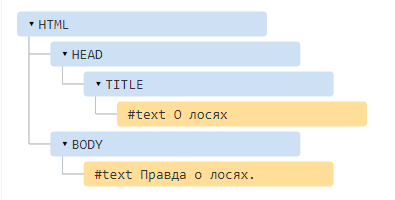 ▾ HTML
▾ HEAD
▾ TITLE
#text О лосях
▾ BODY
#text Правда о лосях.